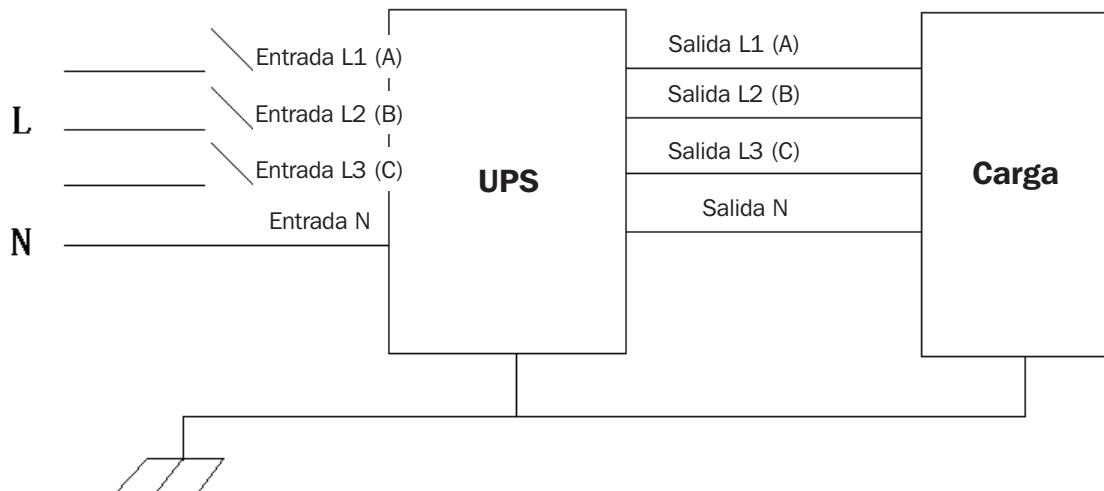 Entrada L1 (A)
Salida L1 (A)
L
Entrada L2 (B)
Salida L2 (B)
Entrada L3 (C)
Salida L3 (C)
UPS
Carga
N
Entrada N
Salida N